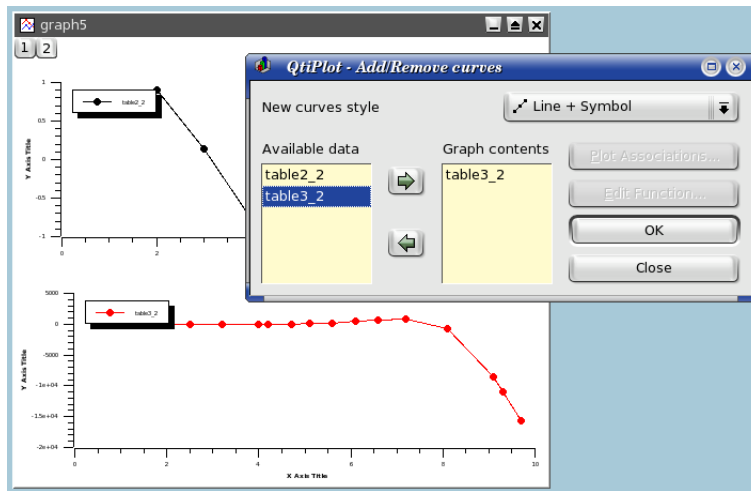 graph5
1 2
1
0.5
0
-0.5
-1
Y Axis Title
table2_2
0
2
QtiPlot - Add/Remove curves
New curves style
Line + Symbol
Available data
table2_2
table3_2
Graph contents
table3_2
Plot Associations...
Edit Function...
OK
Close
5000
0
-5000
-1e+04
-1.5e+04
-2e+04
Y Axis Title
table3_2
0 2 4 6 8 10
X Axis Title